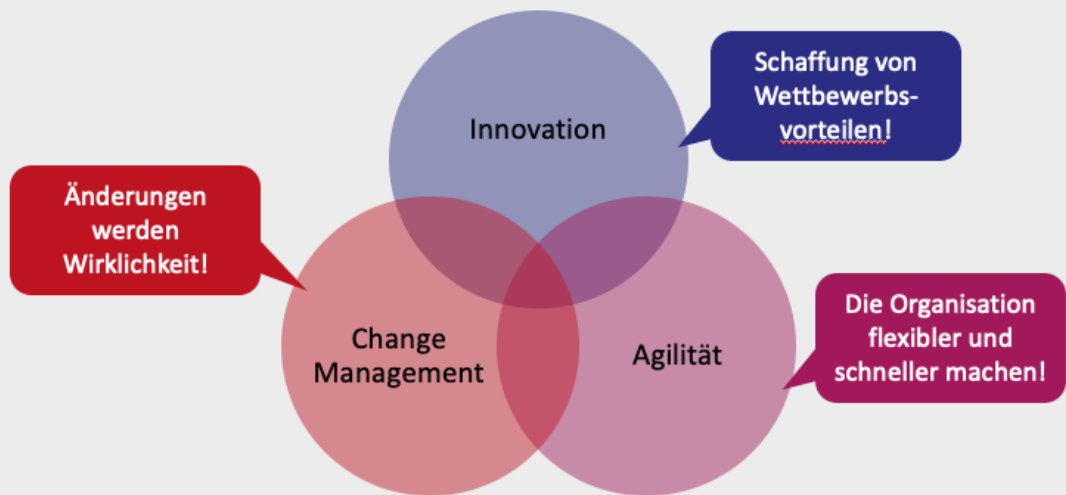 Innovation
Schaffung von
Wettbewerbs-
vorteilen!
Änderungen
werden
Wirklichkeit!
Change
Management
Agilität
Die Organisation
flexibler und
schneller machen!